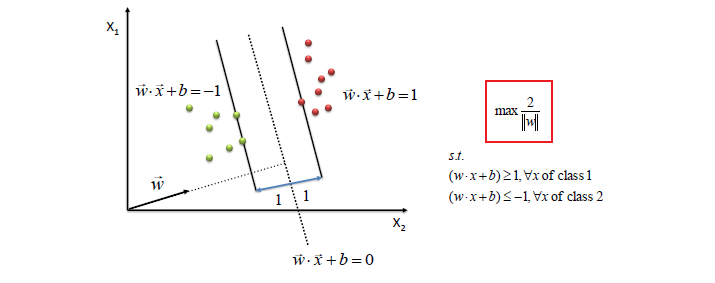 X₁
w⃗ · x⃗ + b = −1
w⃗ · x⃗ + b = 1
max 2/‖w‖
s.t.
(w · x + b) ≥ 1, ∀x of class 1
(w · x + b) ≤ −1, ∀x of class 2
w⃗
1 1
X₂
w⃗ · x⃗ + b = 0